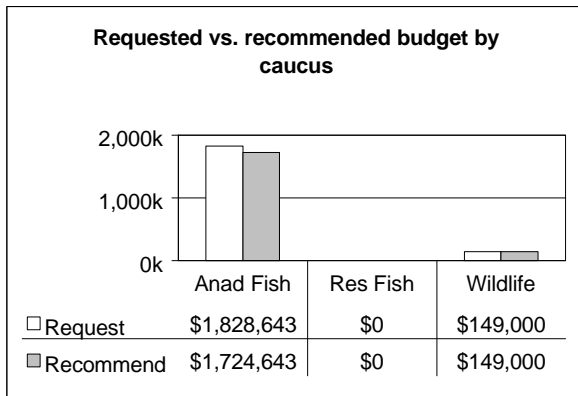 Requested vs. recommended budget by
caucus
2,000k
1,000k
0k
Anad Fish Res Fish Wildlife
Request $1,828,643 $0 $149,000
Recommend $1,724,643 $0 $149,000